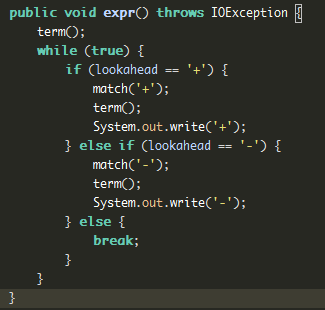 public void expr() throws IOException {
    term();
    while (true) {
        if (lookahead == '+') {
            match('+');
            term();
            System.out.write('+');
        } else if (lookahead == '-') {
            match('-');
            term();
            System.out.write('-');
        } else {
            break;
        }
    }
}